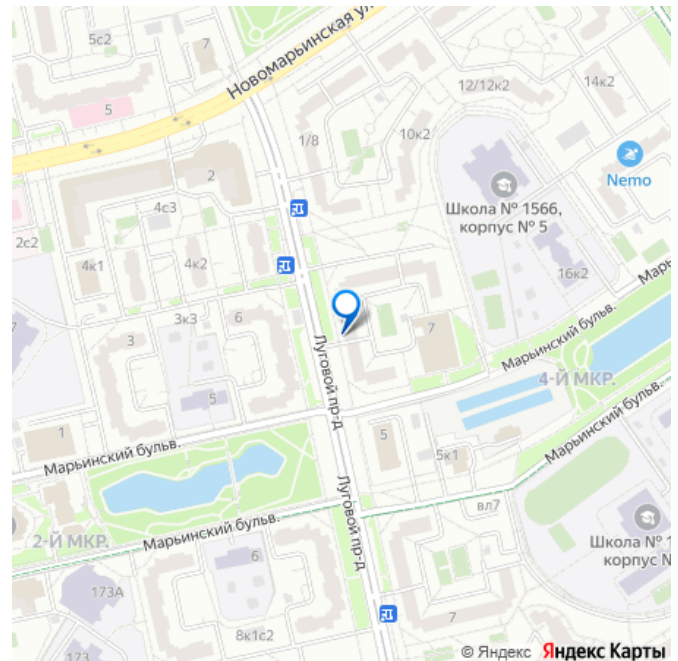 5с2
7
Новомарьинская ул
12/12к2
14к2
5
1/8
10к2
Nemo
2
Школа № 1566,
корпус № 5
4с3
2с2
4к1
4к2
16к2
Марь
7
3к3
6
3
7
Луговой пр-д
Марьинский бульв.
4-Й МКР.
5
1
Марьинский бульв.
5
5к1
Марьинский бульв.
Луговой пр-д
вл7
2-Й МКР.
Марьинский бульв.
6
Школа № 1
корпус №
173А
7
8к1с2
173
© Яндекс Яндекс Карты